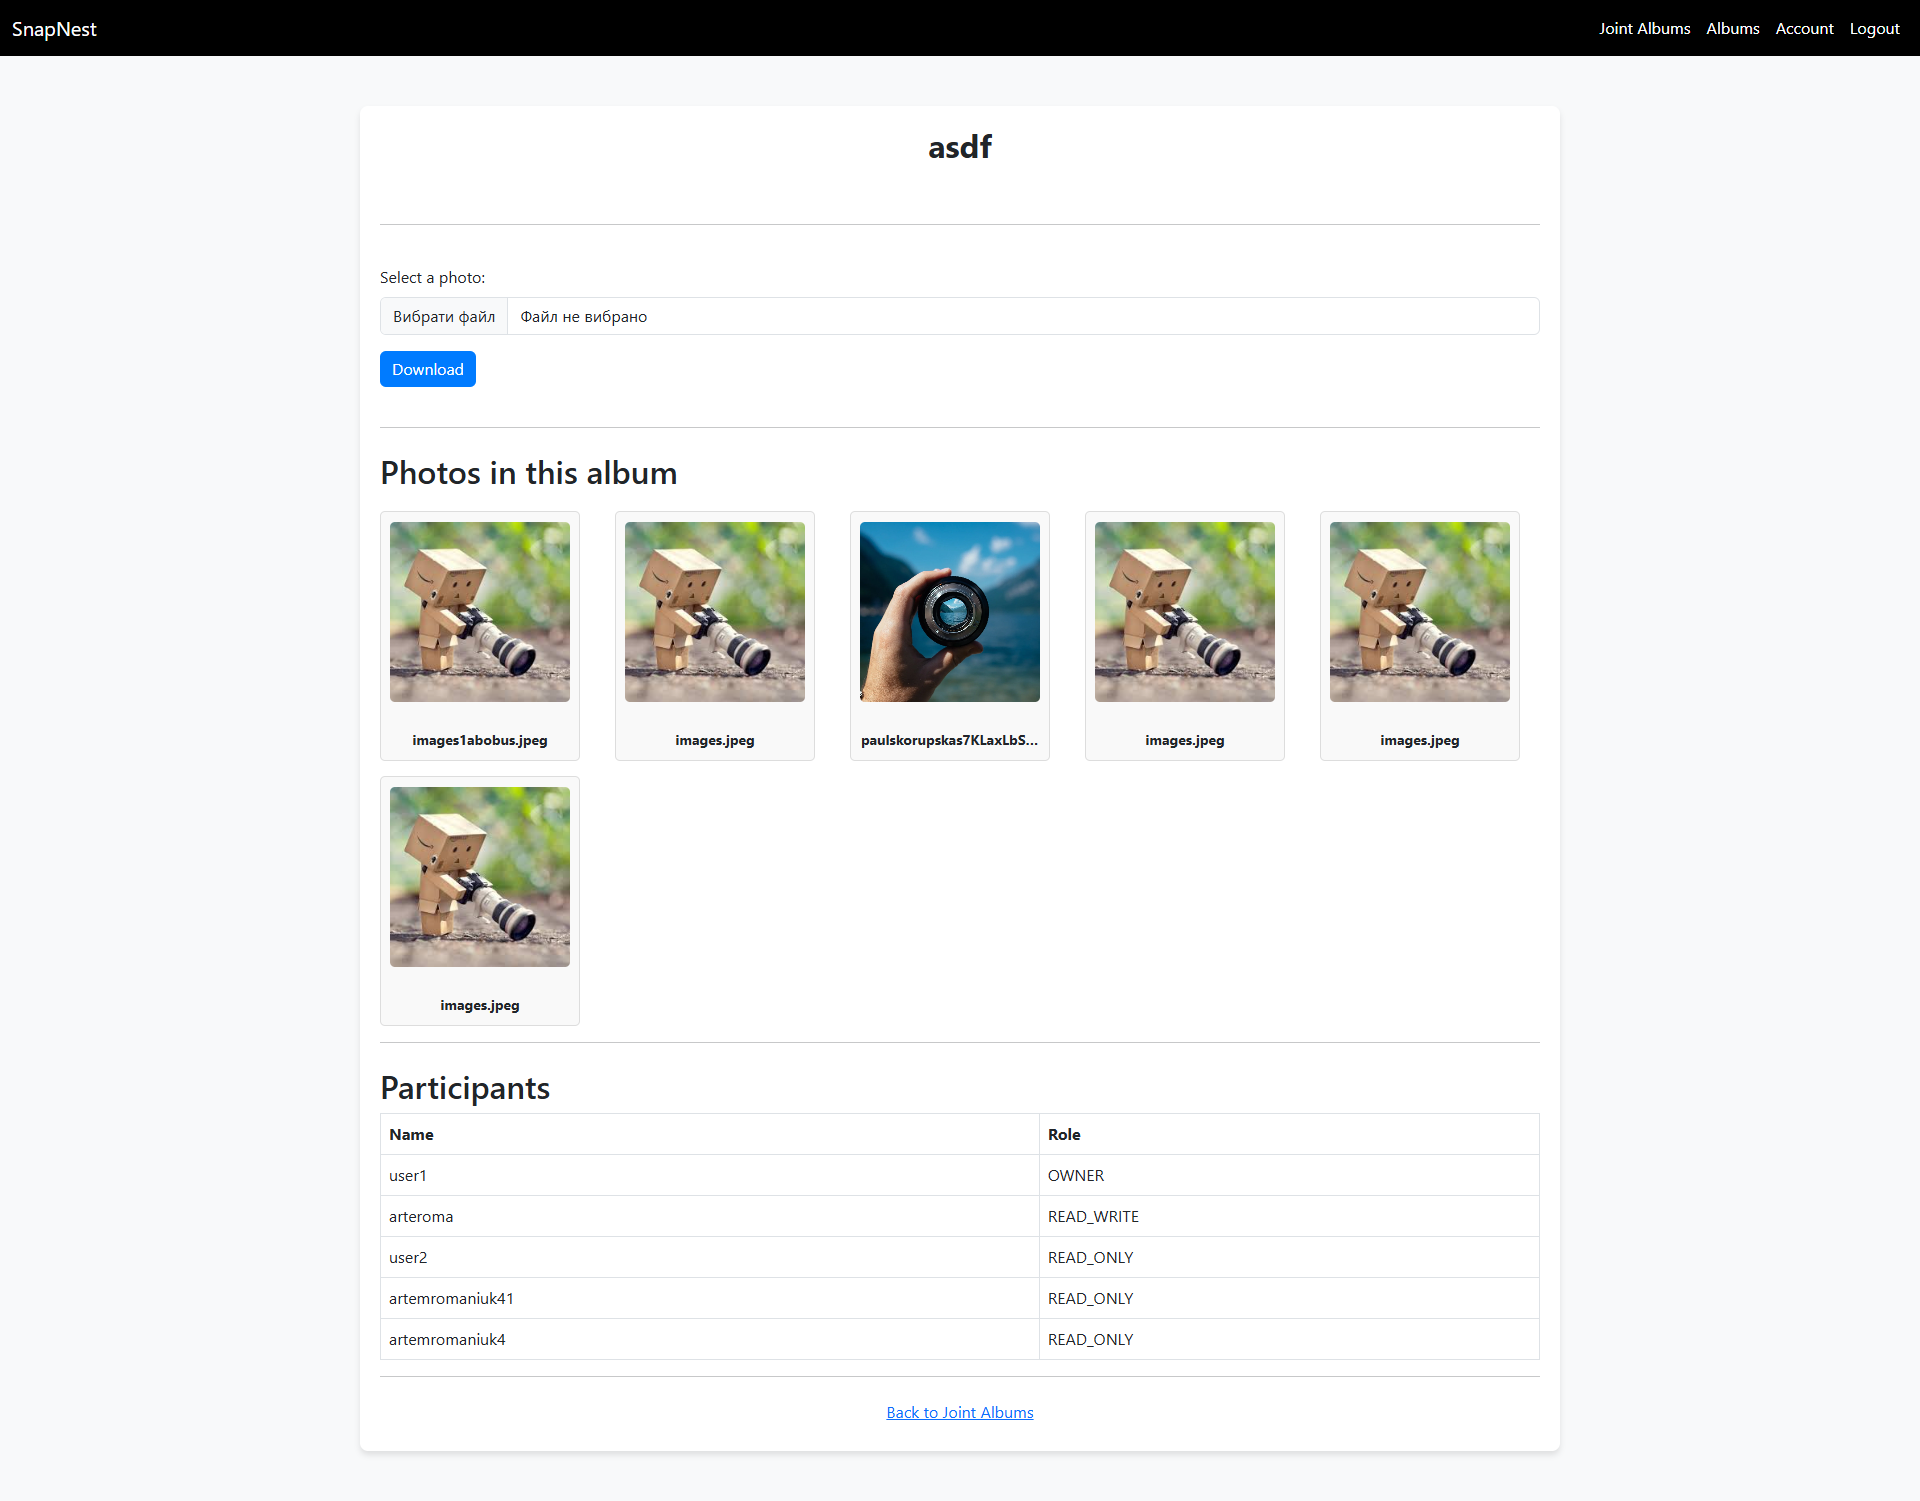 SnapNest Joint Albums Albums Account Logout
asdf
Select a photo:
Вибрати файл Файл не вибрано
Download
Photos in this album
images1abobus.jpeg images.jpeg paulskorupskas7KLaxLbS... images.jpeg images.jpeg
images.jpeg
Participants
Name Role
user1 OWNER
arteroma READ_WRITE
user2 READ_ONLY
artemromaniuk41 READ_ONLY
artemromaniuk4 READ_ONLY
Back to Joint Albums